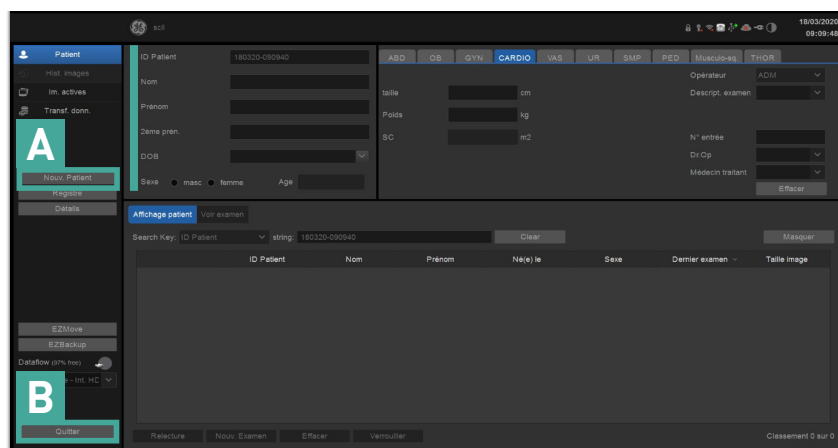 scil
18/03/2020
09:09:48
Patient
Hist. Images
Im. actives
Transf. donn.
A
Nouv. Patient
Registre
Détails
EZMove
EZBackup
Dataflow (97% free)
e - Int. HD
B
Quitter
ID Patient 180320-090940
Nom
Prénom
2ème prén.
DOB
Sexe masc femme Age
ABD OB GYN CARDIO VAS UR SMP PED Musculo-sq. THOR
Opérateur ADM
taille cm Descript. examen
Poids kg
SC m2 N° entrée
Dr.Op
Médecin traitant
Effacer
Affichage patient Voir examen
Search Key: ID Patient string: 180320-090940 Clear Masquer
ID Patient Nom Prénom Né(e) le Sexe Dernier examen Taille image
Relecture Nouv. Examen Effacer Verrouiller Classement 0 sur 0